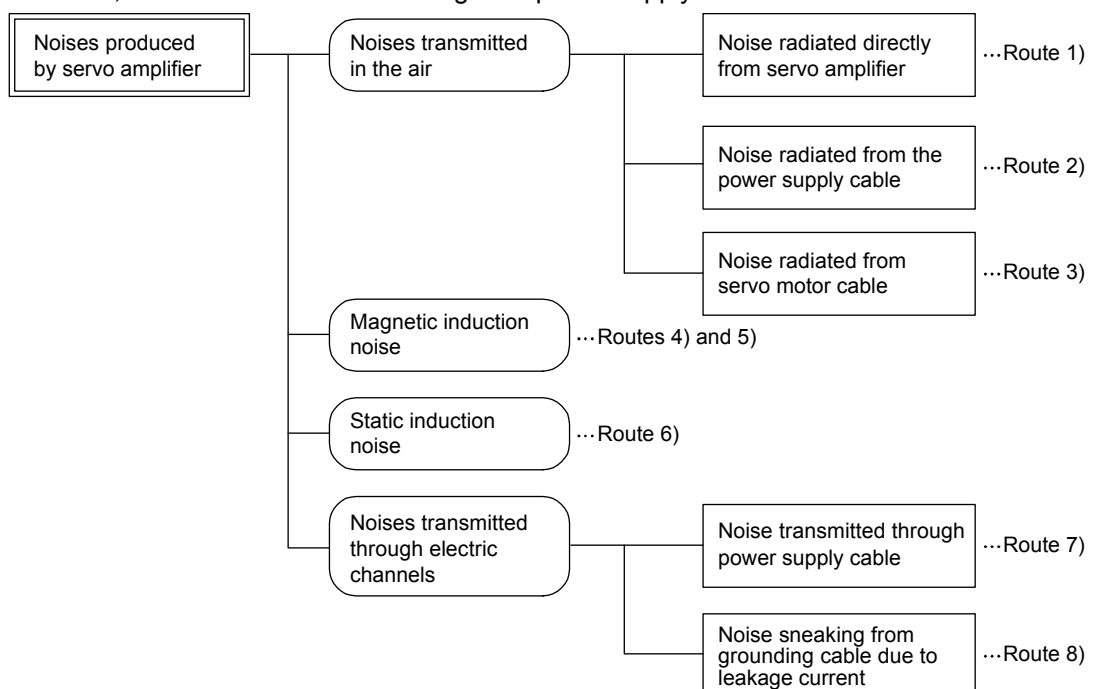 Noises produced
by servo amplifier
Noises transmitted
in the air
Noise radiated directly
from servo amplifier
...Route 1)
Noise radiated from the
power supply cable
...Route 2)
Noise radiated from
servo motor cable
...Route 3)
Magnetic induction
noise
...Routes 4) and 5)
Static induction
noise
...Route 6)
Noises transmitted
through electric
channels
Noise transmitted through
power supply cable
...Route 7)
Noise sneaking from
grounding cable due to
leakage current
...Route 8)